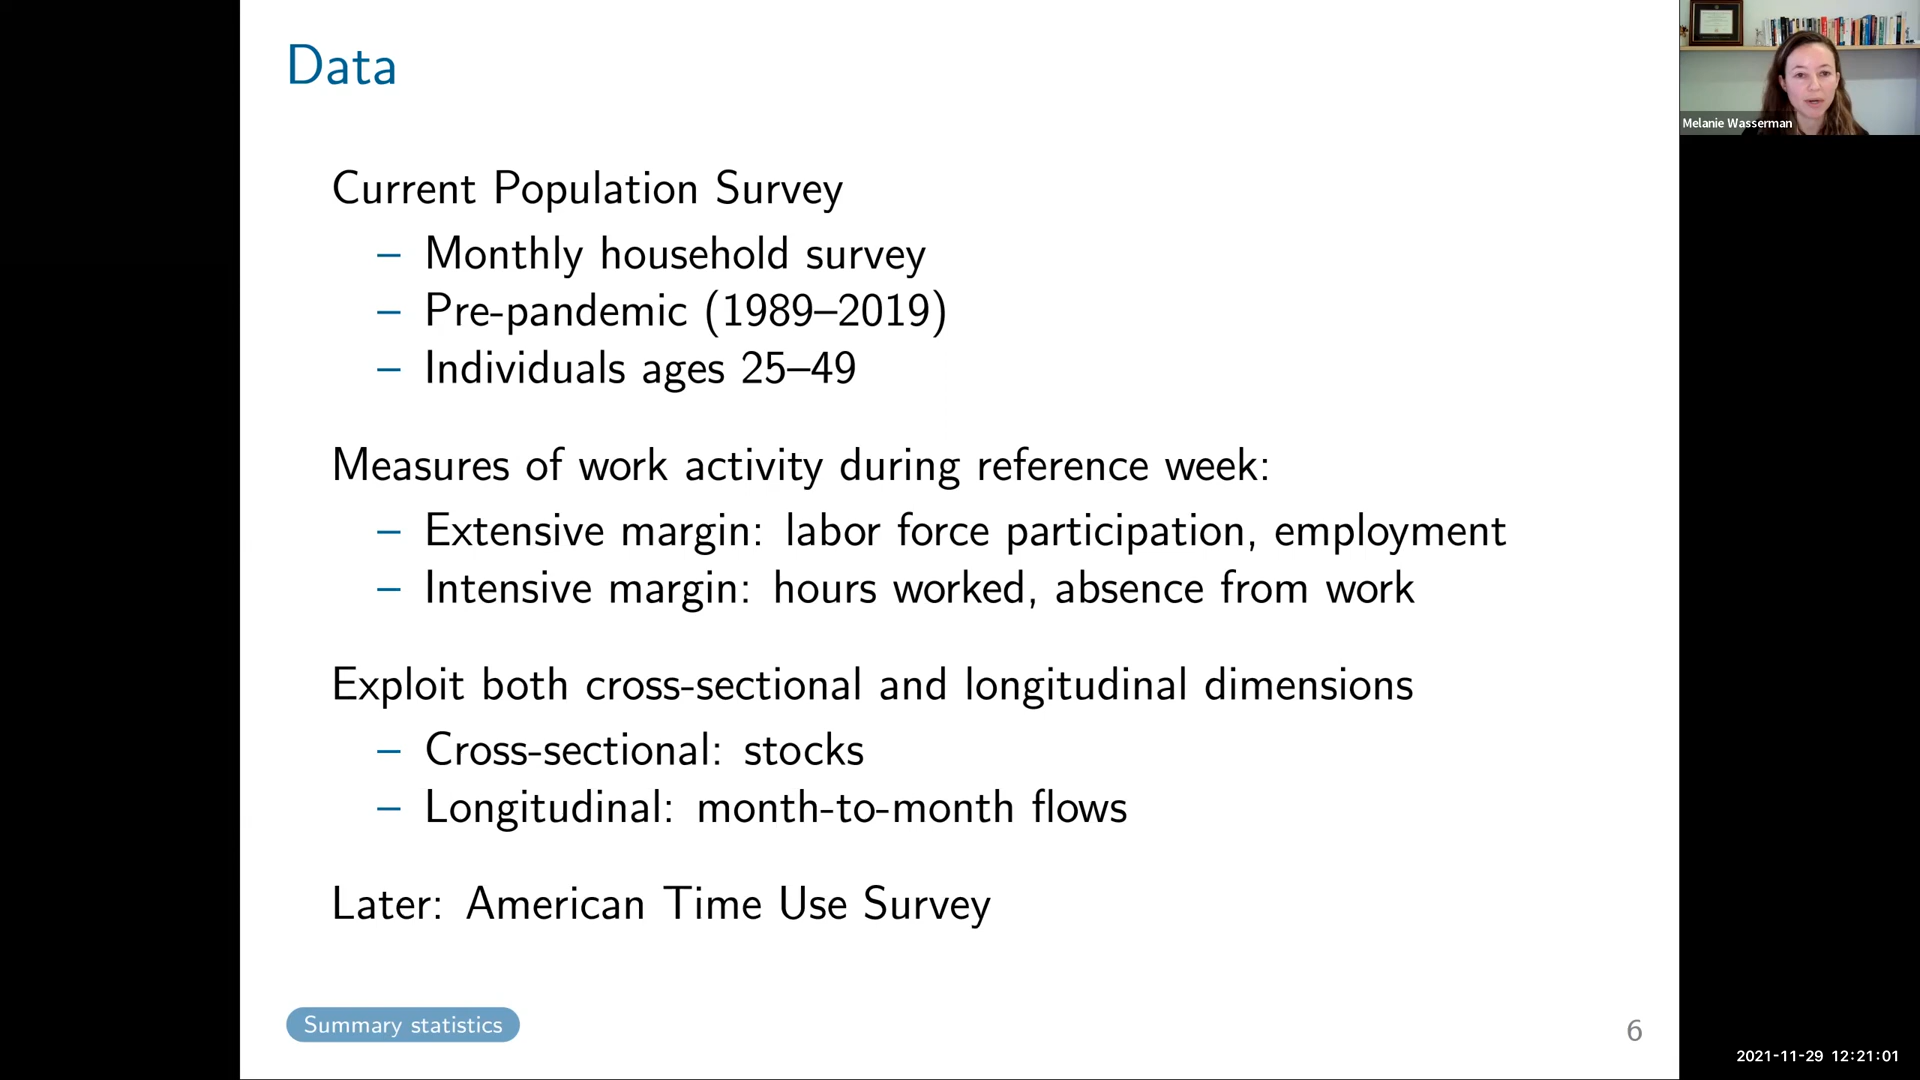 Data
Current Population Survey
– Monthly household survey
– Pre-pandemic (1989–2019)
– Individuals ages 25–49
Measures of work activity during reference week:
– Extensive margin: labor force participation, employment
– Intensive margin: hours worked, absence from work
Exploit both cross-sectional and longitudinal dimensions
– Cross-sectional: stocks
– Longitudinal: month-to-month flows
Later: American Time Use Survey
Summary statistics
6
Melanie Wasserman
2021-11-29 12:21:01